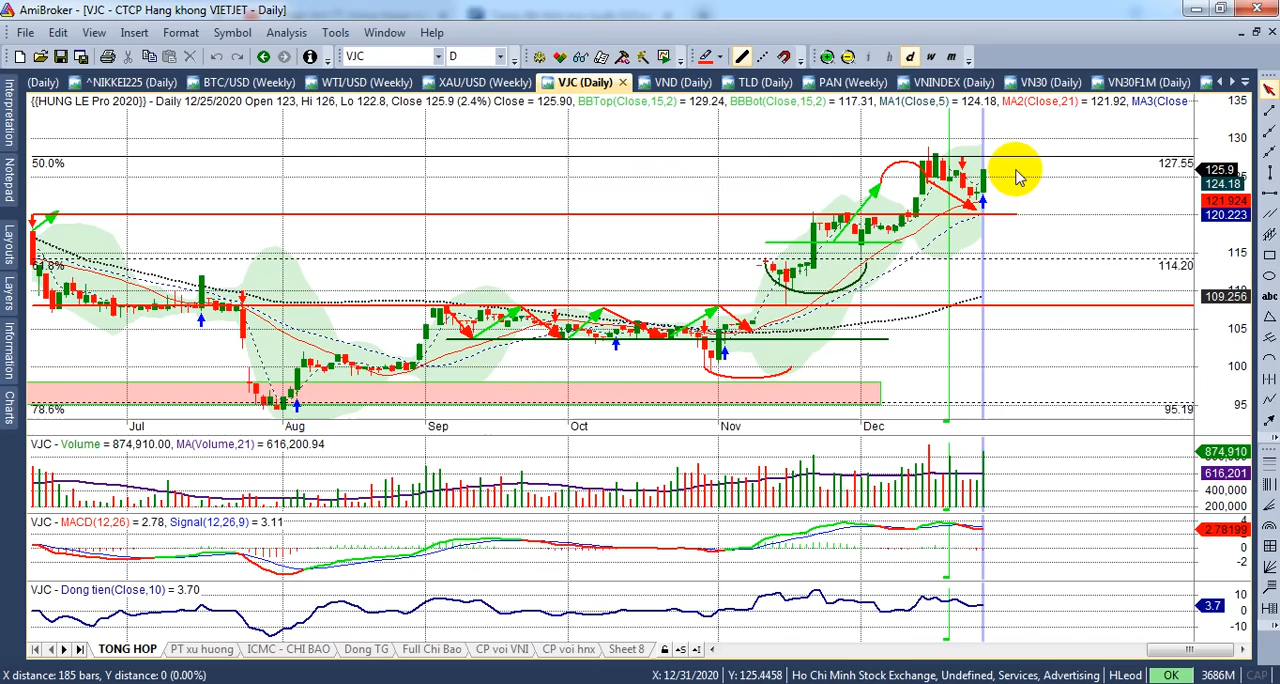 AmiBroker - [VJC - CTCP Hang khong VIETJET - Daily]
File Edit View Insert Format Symbol Analysis Tools Window Help
VJC D i h d w m
(Daily) ^NIKKEI225 (Daily) BTC/USD (Weekly) WTI/USD (Weekly) XAU/USD (Weekly) VJC (Daily) VND (Daily) TLD (Daily) PAN (Weekly) VNINDEX (Daily) VN30 (Daily) VN30F1M (Daily)
Interpretation
Notepad
Layouts
Layers
Information
Charts
{{HUNG LE Pro 2020}} - Daily 12/25/2020 Open 123, Hi 126, Lo 122.8, Close 125.9 (2.4%) Close = 125.90, BBTop(Close,15,2) = 129.24, BBBot(Close,15,2) = 117.31, MA1(Close,5) = 124.18, MA2(Close,21) = 121.92, MA3(Close
135
130
50.0% 127.55
125.9
124.18
121.924
120.223
115
61.8% 114.20
109.256
105
100
95
78.6% 95.19
Jul Aug Sep Oct Nov Dec
VJC - Volume = 874,910.00, MA(Volume,21) = 616,200.94
874,910
616,201
400,000
200,000
VJC - MACD(12,26) = 2.78, Signal(12,26,9) = 3.11
4
2.78199
0
-2
VJC - Dong tien(Close,10) = 3.70
10
3.7
0
-10
TONG HOP PT xu huong ICMC - CHI BAO Dong TG Full Chi Bao CP voi VNI CP voi hnx Sheet 8
X distance: 185 bars, Y distance: 0 (0.00%) X: 12/31/2020 Y: 125.4458 Ho Chi Minh Stock Exchange, Undefined, Services, Advertising HLeod OK 3686M CAP